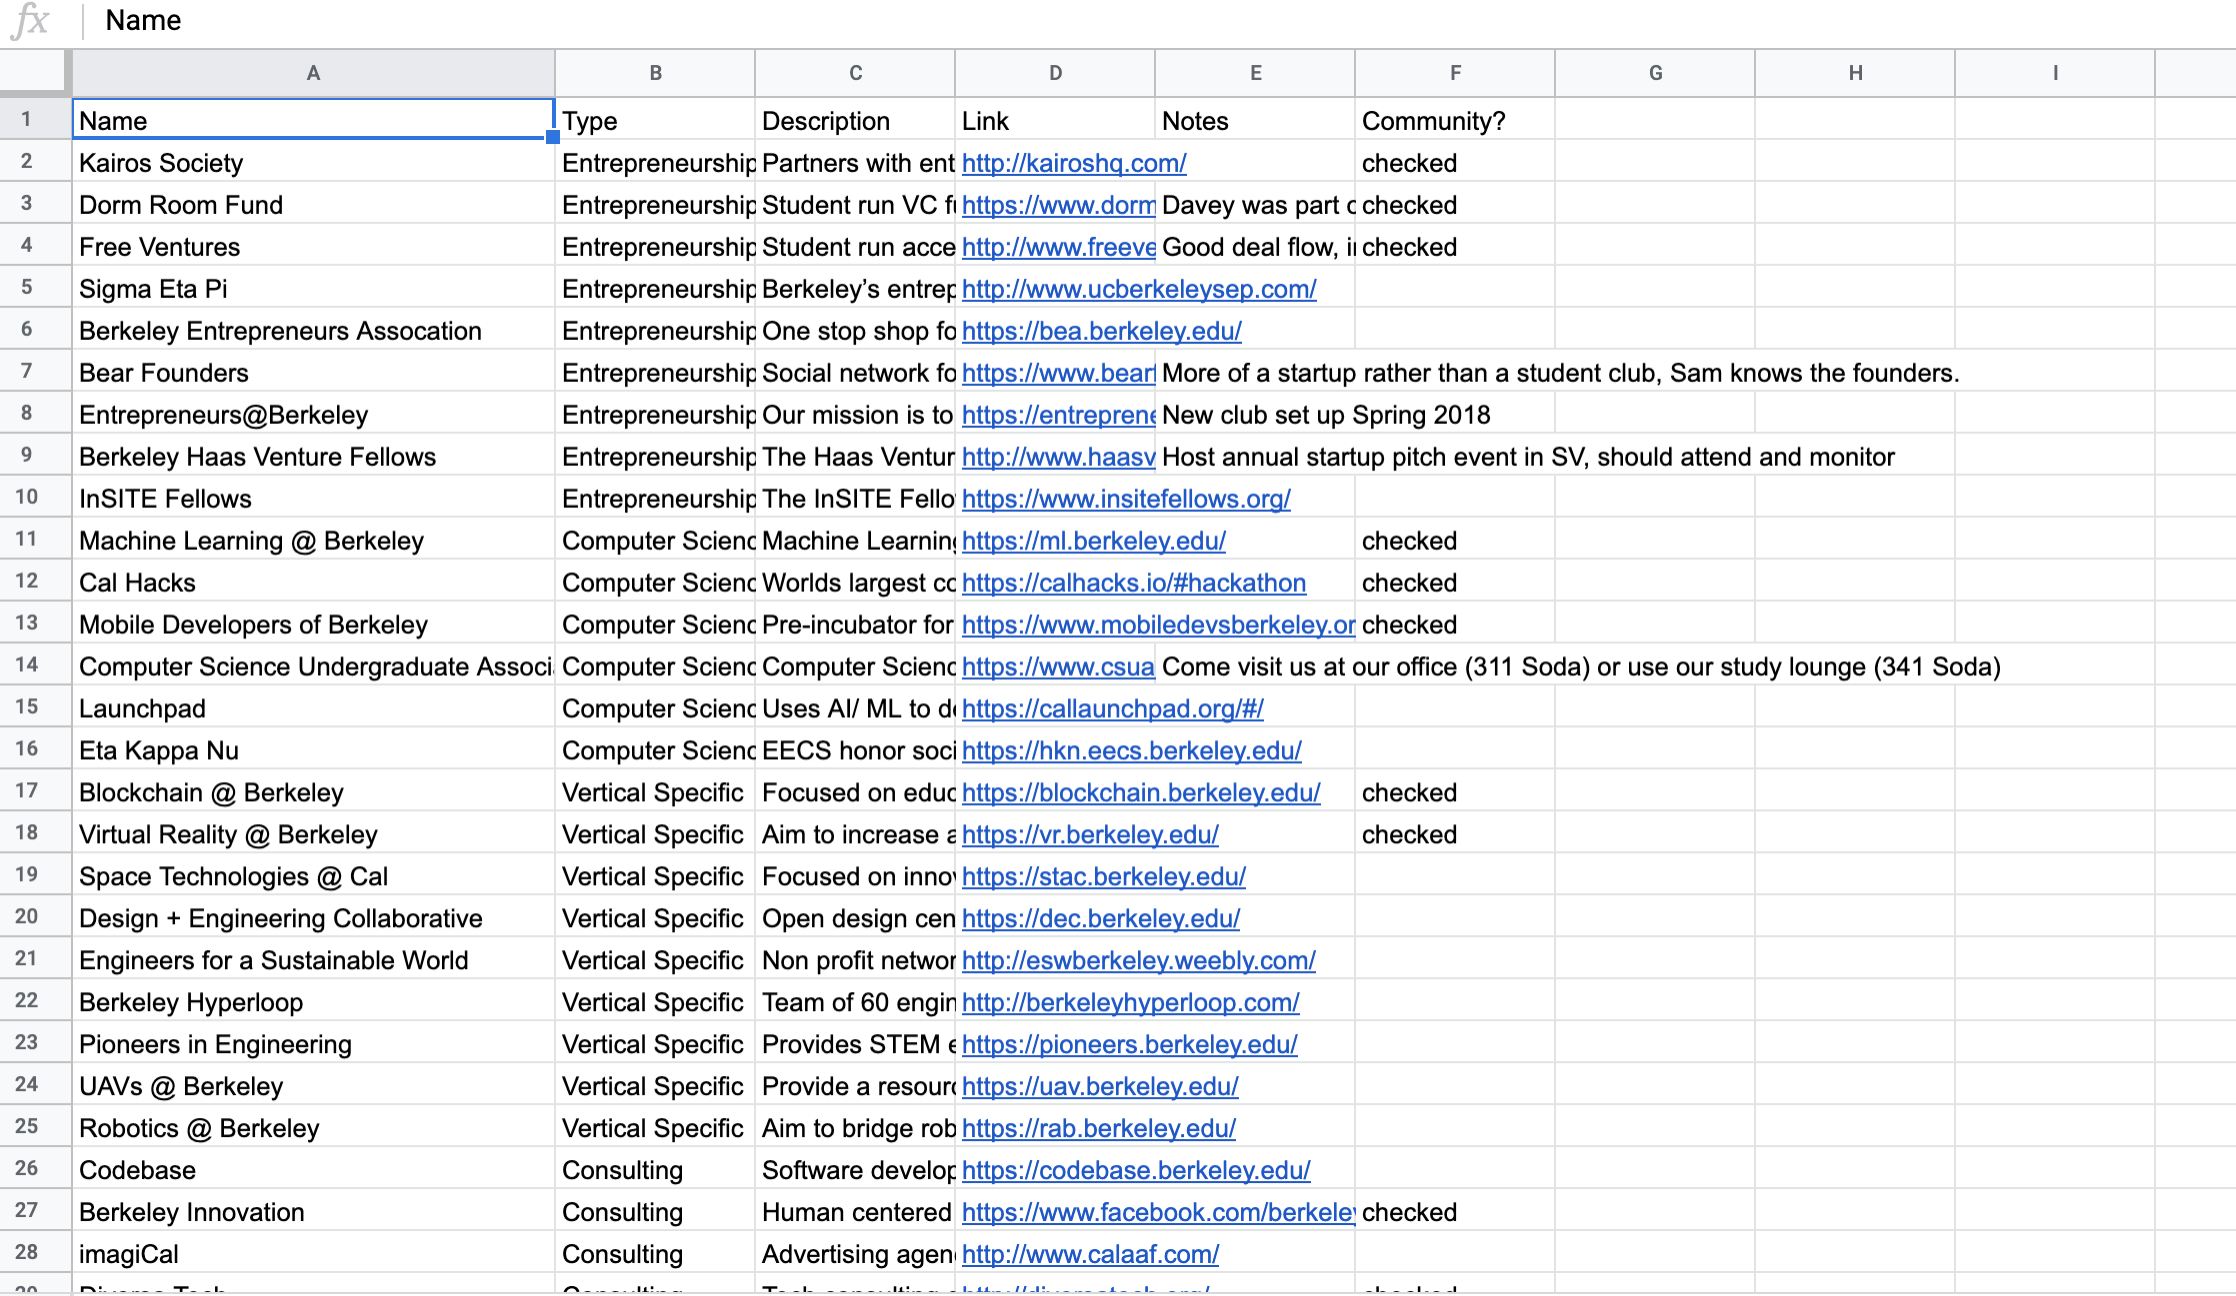 fx Name
A B C D E F G H I
1 Name Type Description Link Notes Community?
2 Kairos Society Entrepreneurship Partners with ent http://kairoshq.com/ checked
3 Dorm Room Fund Entrepreneurship Student run VC https://www.dorm Davey was part checked
4 Free Ventures Entrepreneurship Student run acce http://www.freeve Good deal flow, checked
5 Sigma Eta Pi Entrepreneurship Berkeley’s entrep http://www.ucberkeleysep.com/
6 Berkeley Entrepreneurs Assocation Entrepreneurship One stop shop fo https://bea.berkeley.edu/
7 Bear Founders Entrepreneurship Social network fo https://www.bearf More of a startup rather than a student club, Sam knows the founders.
8 Entrepreneurs@Berkeley Entrepreneurship Our mission is to https://entreprene New club set up Spring 2018
9 Berkeley Haas Venture Fellows Entrepreneurship The Haas Ventur http://www.haasv Host annual startup pitch event in SV, should attend and monitor
10 InSITE Fellows Entrepreneurship The InSITE Fello https://www.insitefellows.org/
11 Machine Learning @ Berkeley Computer Scienc Machine Learning https://ml.berkeley.edu/ checked
12 Cal Hacks Computer Scienc Worlds largest co https://calhacks.io/#hackathon checked
13 Mobile Developers of Berkeley Computer Scienc Pre-incubator for https://www.mobiledevsberkeley.or checked
14 Computer Science Undergraduate Associ Computer Scienc Computer Scienc https://www.csua Come visit us at our office (311 Soda) or use our study lounge (341 Soda)
15 Launchpad Computer Scienc Uses AI/ ML to de https://callaunchpad.org/#/
16 Eta Kappa Nu Computer Scienc EECS honor soci https://hkn.eecs.berkeley.edu/
17 Blockchain @ Berkeley Vertical Specific Focused on educ https://blockchain.berkeley.edu/ checked
18 Virtual Reality @ Berkeley Vertical Specific Aim to increase a https://vr.berkeley.edu/ checked
19 Space Technologies @ Cal Vertical Specific Focused on innov https://stac.berkeley.edu/
20 Design + Engineering Collaborative Vertical Specific Open design cen https://dec.berkeley.edu/
21 Engineers for a Sustainable World Vertical Specific Non profit networ http://eswberkeley.weebly.com/
22 Berkeley Hyperloop Vertical Specific Team of 60 engin http://berkeleyhyperloop.com/
23 Pioneers in Engineering Vertical Specific Provides STEM e https://pioneers.berkeley.edu/
24 UAVs @ Berkeley Vertical Specific Provide a resourc https://uav.berkeley.edu/
25 Robotics @ Berkeley Vertical Specific Aim to bridge rob https://rab.berkeley.edu/
26 Codebase Consulting Software develop https://codebase.berkeley.edu/
27 Berkeley Innovation Consulting Human centered https://www.facebook.com/berkeley checked
28 imagiCal Consulting Advertising agen http://www.calaaf.com/